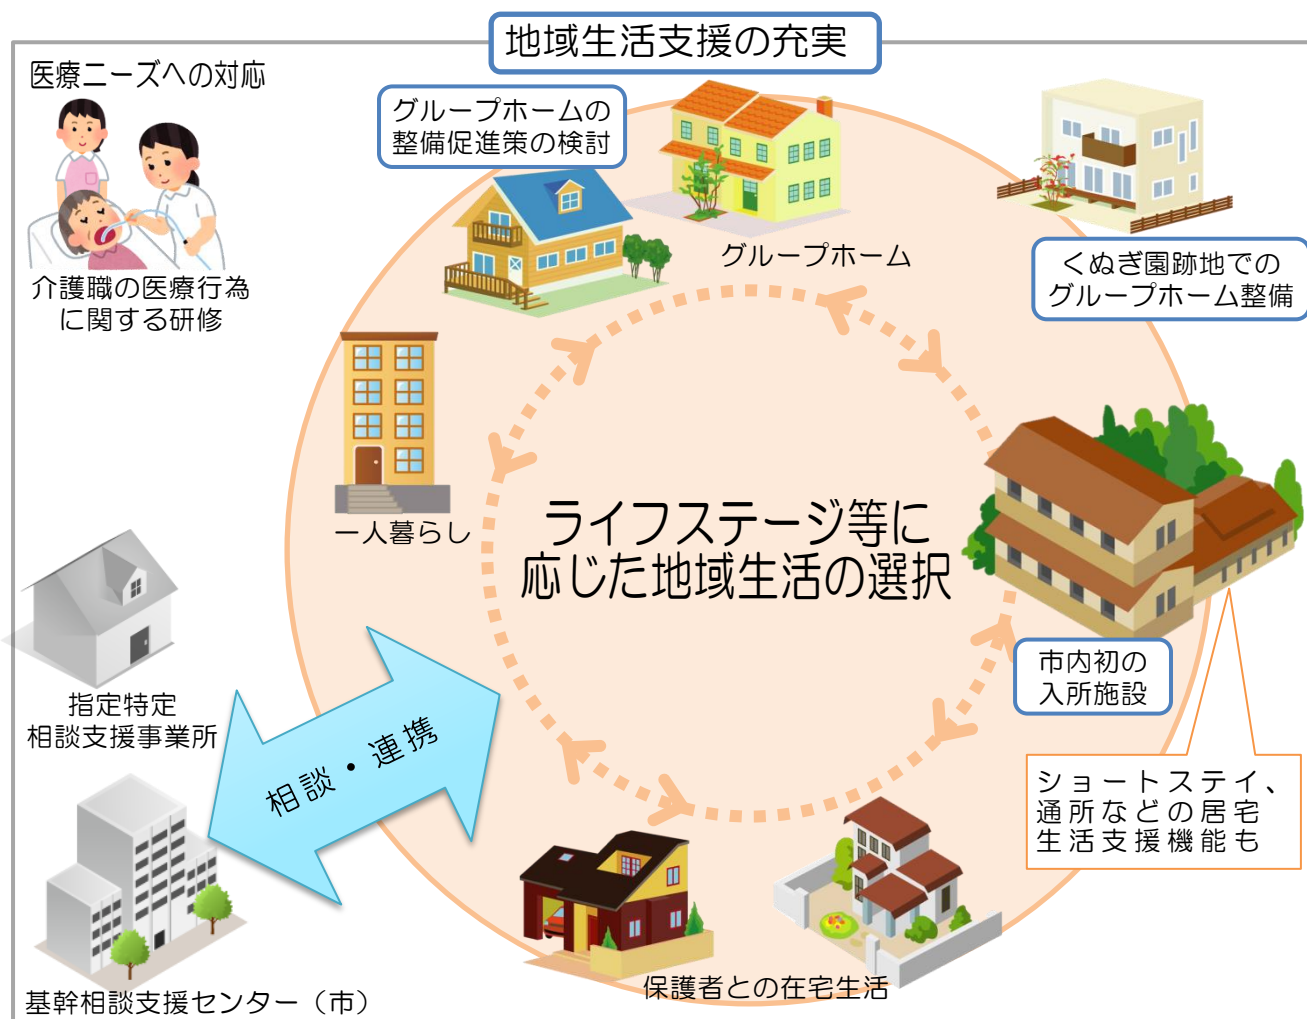 地域生活支援の充実
医療ニーズへの対応
介護職の医療行為
に関する研修
グループホームの
整備促進策の検討
グループホーム
くぬぎ園跡地での
グループホーム整備
一人暮らし
ライフステージ等に
応じた地域生活の選択
市内初の
入所施設
ショートステイ、
通所などの居宅
生活支援機能も
指定特定
相談支援事業所
相談・連携
基幹相談支援センター（市）
保護者との在宅生活